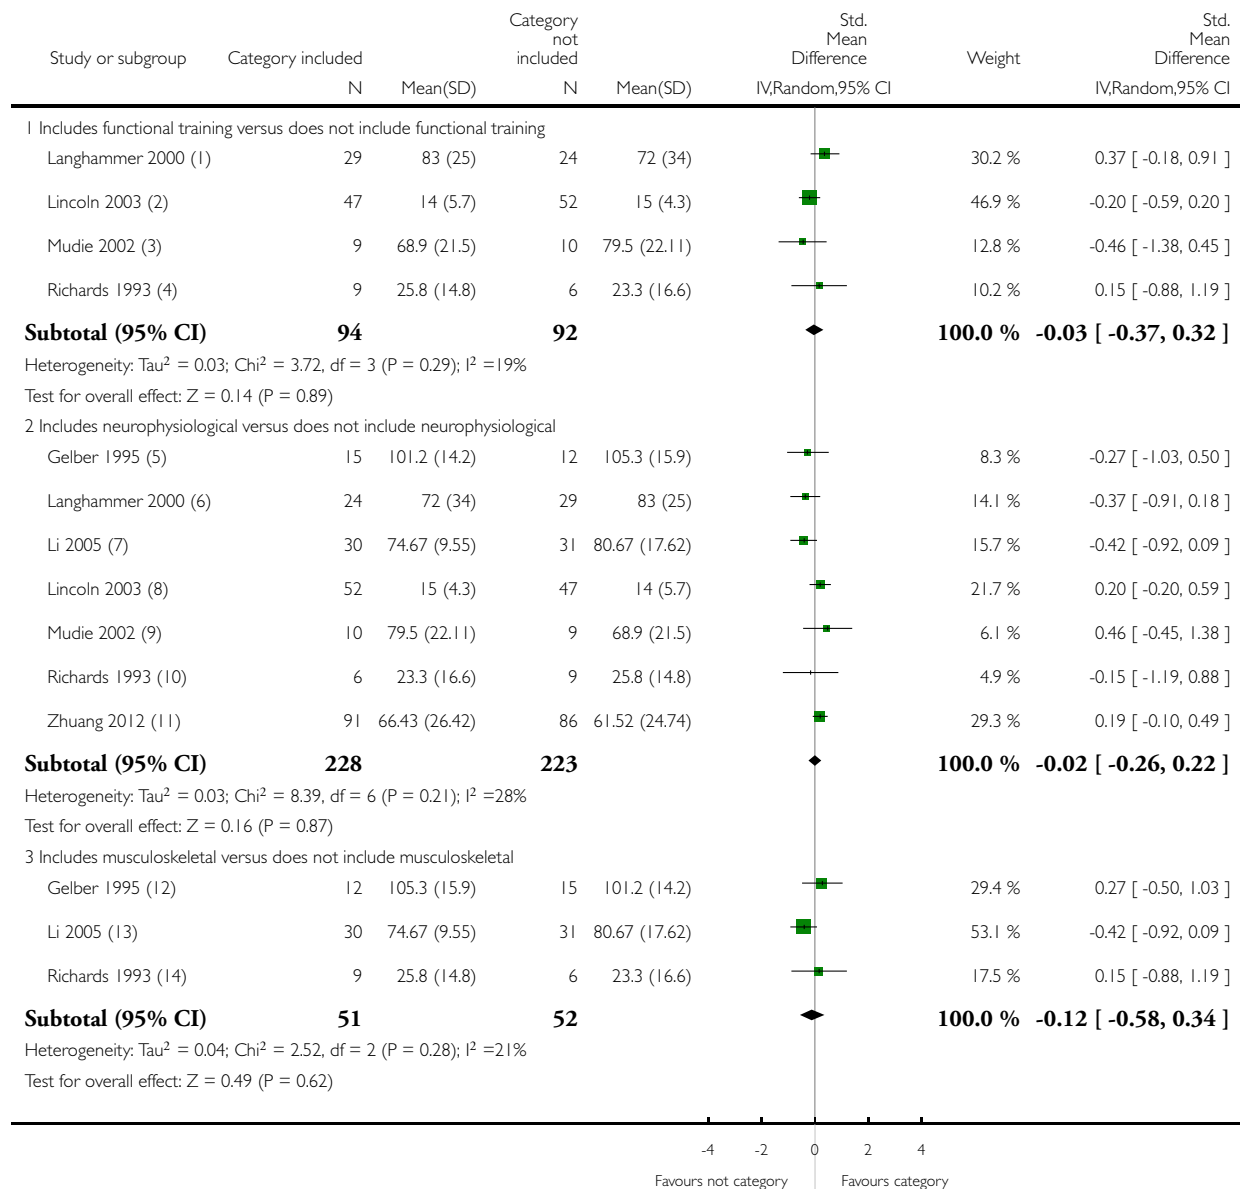 Study or subgroup Category included Category not included Std. Mean Difference Weight Std. Mean Difference
N Mean(SD) N Mean(SD) IV,Random,95% CI IV,Random,95% CI
1 Includes functional training versus does not include functional training
Langhammer 2000 (1) 29 83 (25) 24 72 (34) 30.2 % 0.37 [ -0.18, 0.91 ]
Lincoln 2003 (2) 47 14 (5.7) 52 15 (4.3) 46.9 % -0.20 [ -0.59, 0.20 ]
Mudie 2002 (3) 9 68.9 (21.5) 10 79.5 (22.11) 12.8 % -0.46 [ -1.38, 0.45 ]
Richards 1993 (4) 9 25.8 (14.8) 6 23.3 (16.6) 10.2 % 0.15 [ -0.88, 1.19 ]
Subtotal (95% CI) 94 92 100.0 % -0.03 [ -0.37, 0.32 ]
Heterogeneity: Tau² = 0.03; Chi² = 3.72, df = 3 (P = 0.29); I² =19%
Test for overall effect: Z = 0.14 (P = 0.89)
2 Includes neurophysiological versus does not include neurophysiological
Gelber 1995 (5) 15 101.2 (14.2) 12 105.3 (15.9) 8.3 % -0.27 [ -1.03, 0.50 ]
Langhammer 2000 (6) 24 72 (34) 29 83 (25) 14.1 % -0.37 [ -0.91, 0.18 ]
Li 2005 (7) 30 74.67 (9.55) 31 80.67 (17.62) 15.7 % -0.42 [ -0.92, 0.09 ]
Lincoln 2003 (8) 52 15 (4.3) 47 14 (5.7) 21.7 % 0.20 [ -0.20, 0.59 ]
Mudie 2002 (9) 10 79.5 (22.11) 9 68.9 (21.5) 6.1 % 0.46 [ -0.45, 1.38 ]
Richards 1993 (10) 6 23.3 (16.6) 9 25.8 (14.8) 4.9 % -0.15 [ -1.19, 0.88 ]
Zhuang 2012 (11) 91 66.43 (26.42) 86 61.52 (24.74) 29.3 % 0.19 [ -0.10, 0.49 ]
Subtotal (95% CI) 228 223 100.0 % -0.02 [ -0.26, 0.22 ]
Heterogeneity: Tau² = 0.03; Chi² = 8.39, df = 6 (P = 0.21); I² =28%
Test for overall effect: Z = 0.16 (P = 0.87)
3 Includes musculoskeletal versus does not include musculoskeletal
Gelber 1995 (12) 12 105.3 (15.9) 15 101.2 (14.2) 29.4 % 0.27 [ -0.50, 1.03 ]
Li 2005 (13) 30 74.67 (9.55) 31 80.67 (17.62) 53.1 % -0.42 [ -0.92, 0.09 ]
Richards 1993 (14) 9 25.8 (14.8) 6 23.3 (16.6) 17.5 % 0.15 [ -0.88, 1.19 ]
Subtotal (95% CI) 51 52 100.0 % -0.12 [ -0.58, 0.34 ]
Heterogeneity: Tau² = 0.04; Chi² = 2.52, df = 2 (P = 0.28); I² =21%
Test for overall effect: Z = 0.49 (P = 0.62)
-4 -2 0 2 4
Favours not category Favours category